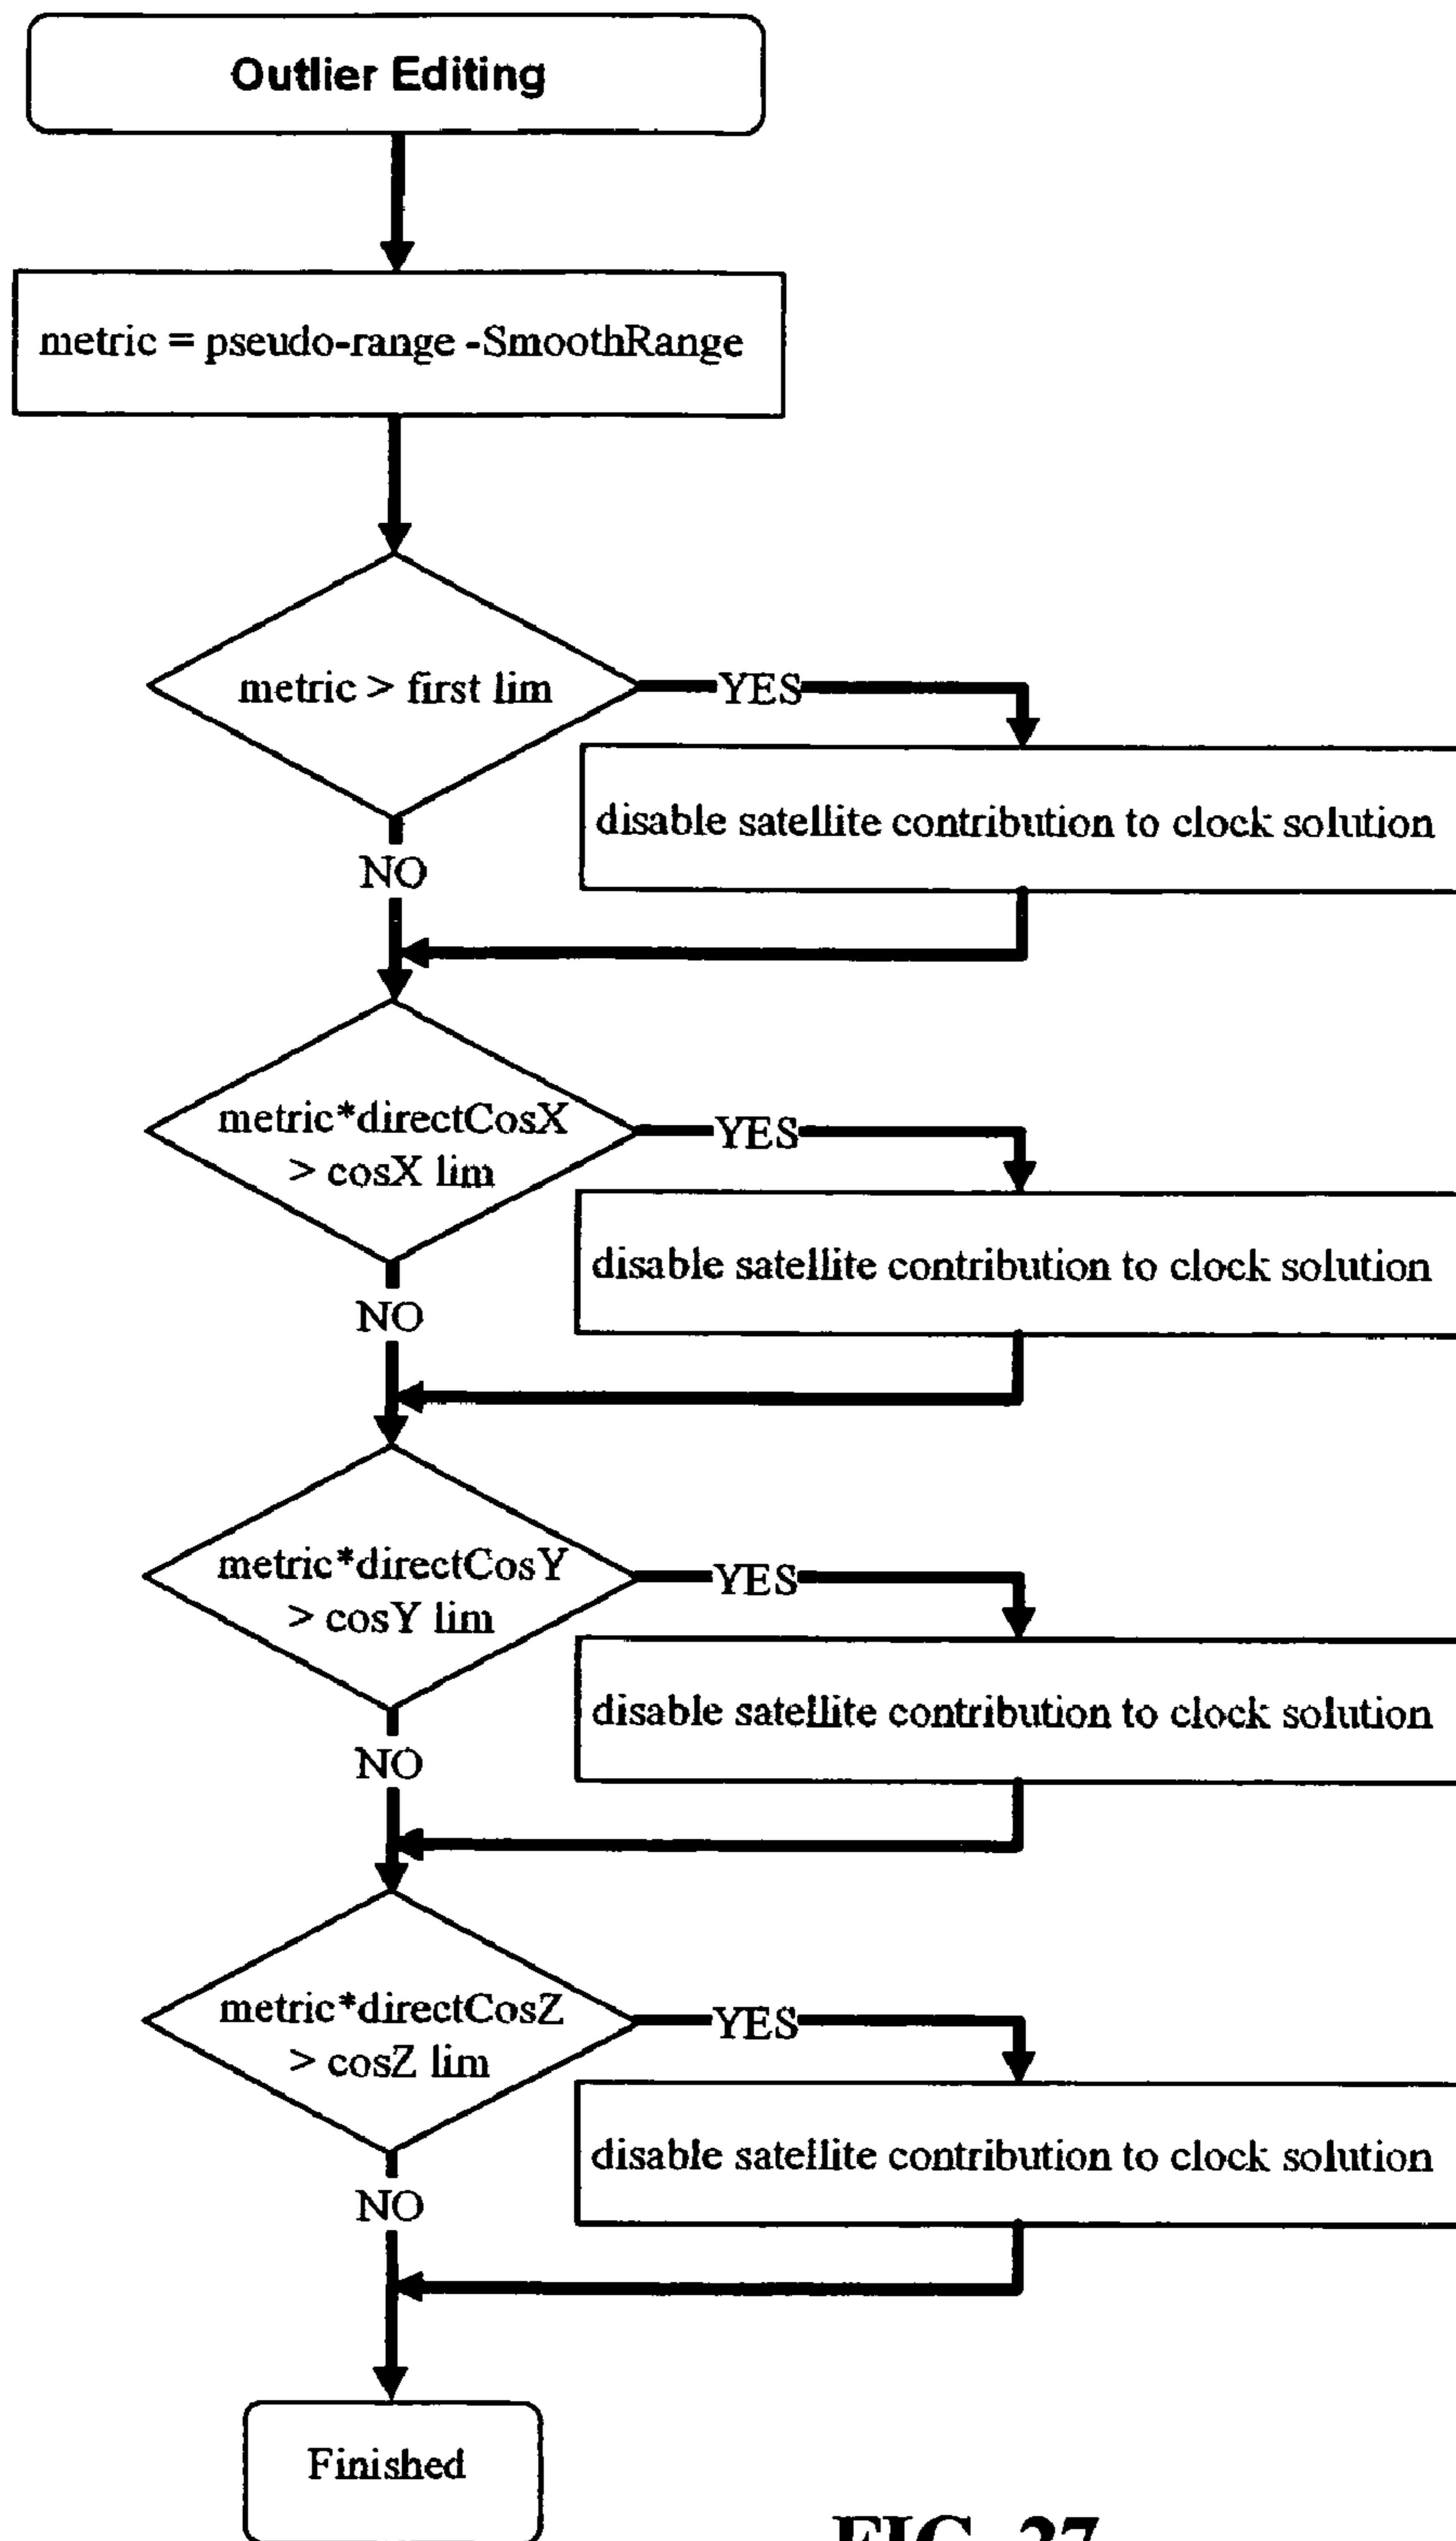 Outlier Editing
metric = pseudo-range -SmoothRange
metric > first lim
YES
disable satellite contribution to clock solution
NO
metric*directCosX
> cosX lim
YES
disable satellite contribution to clock solution
NO
metric*directCosY
> cosY lim
YES
disable satellite contribution to clock solution
NO
metric*directCosZ
> cosZ lim
YES
disable satellite contribution to clock solution
NO
Finished
FIG. 27